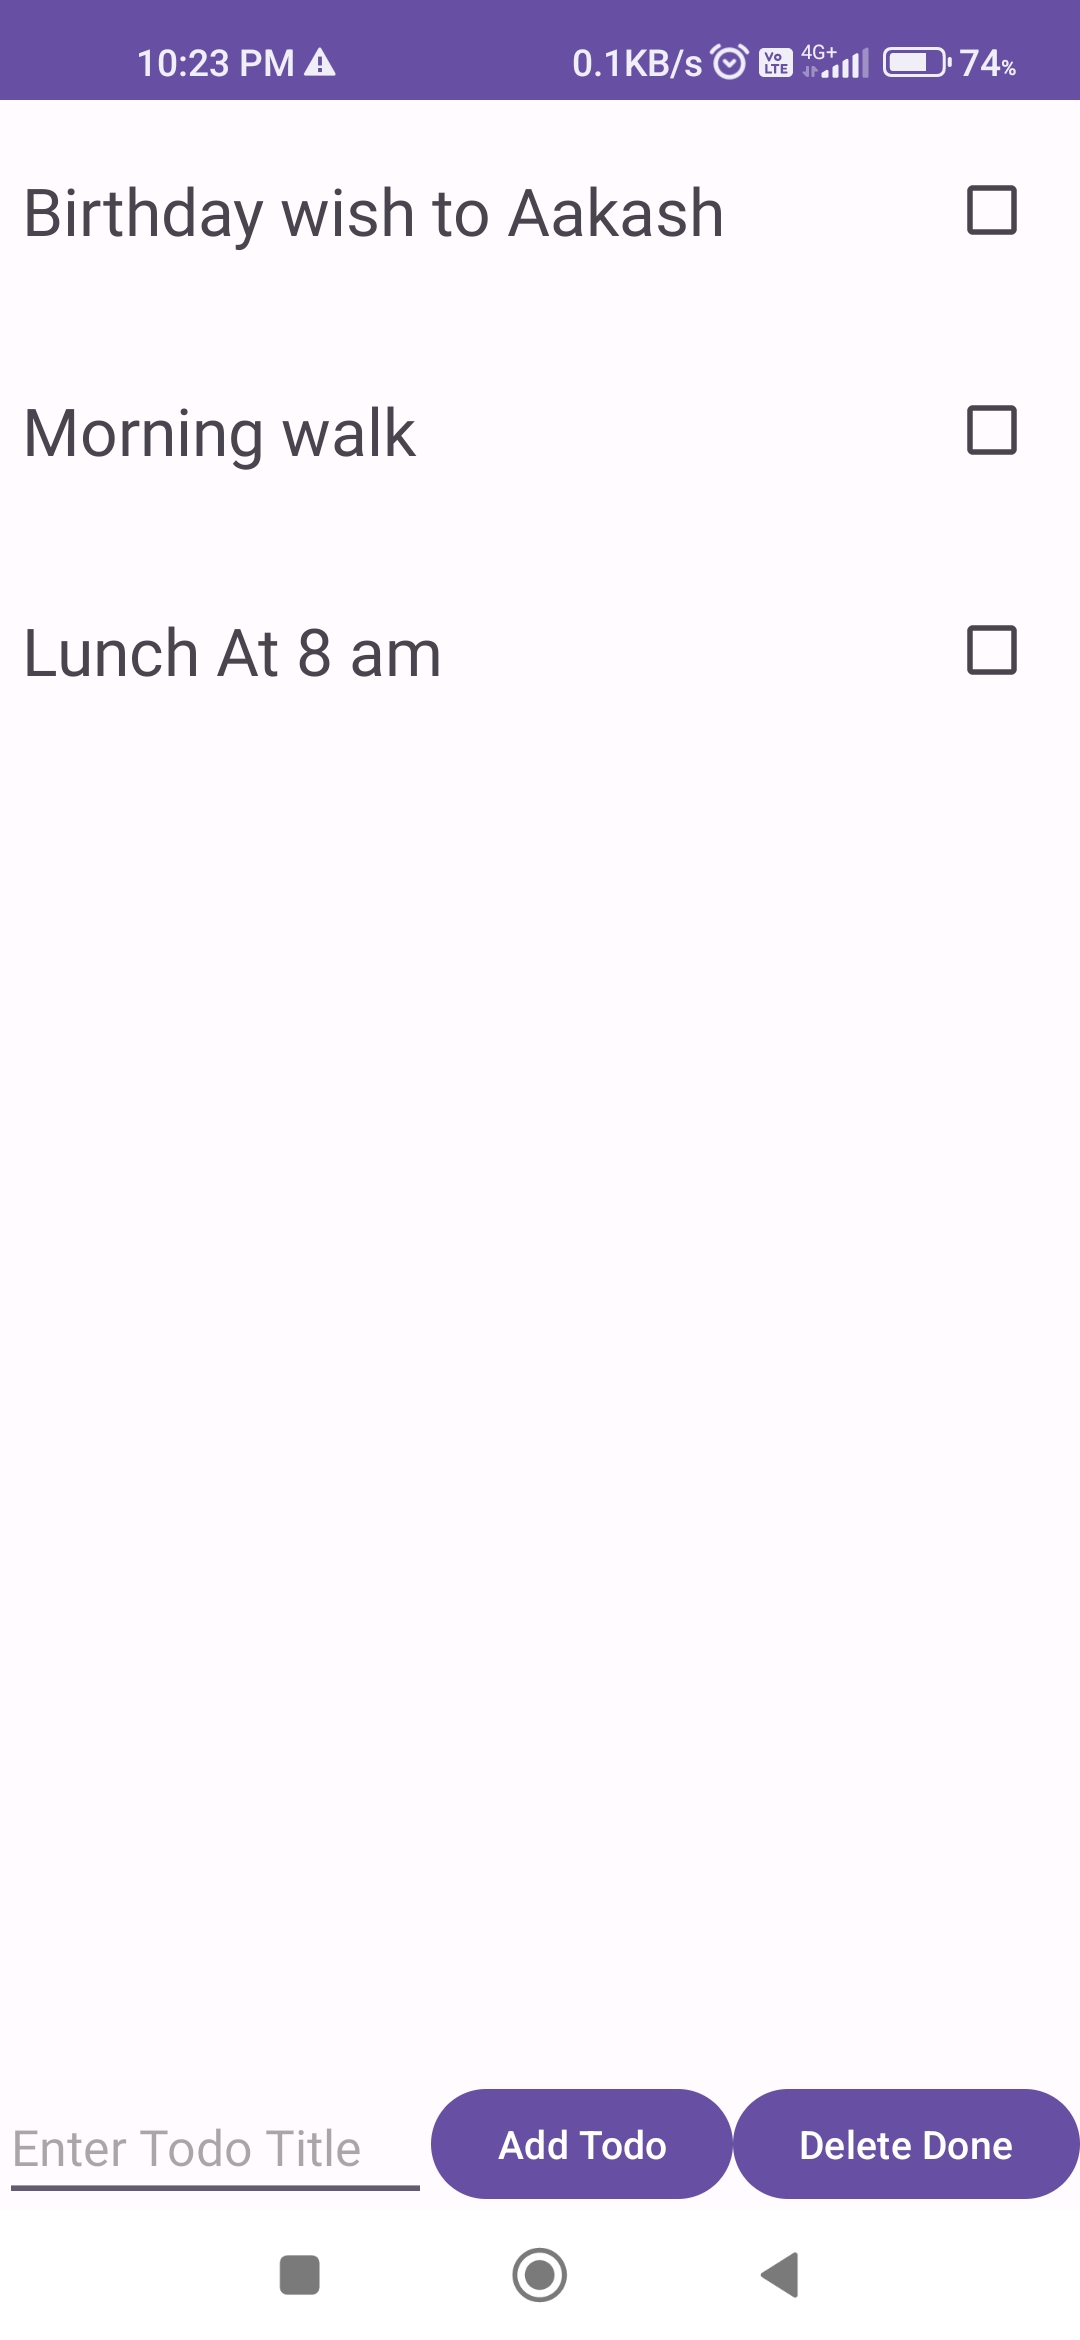 10:23 PM 0.1KB/s Vo LTE 4G+ 74%
Birthday wish to Aakash
Morning walk
Lunch At 8 am
Enter Todo Title Add Todo Delete Done